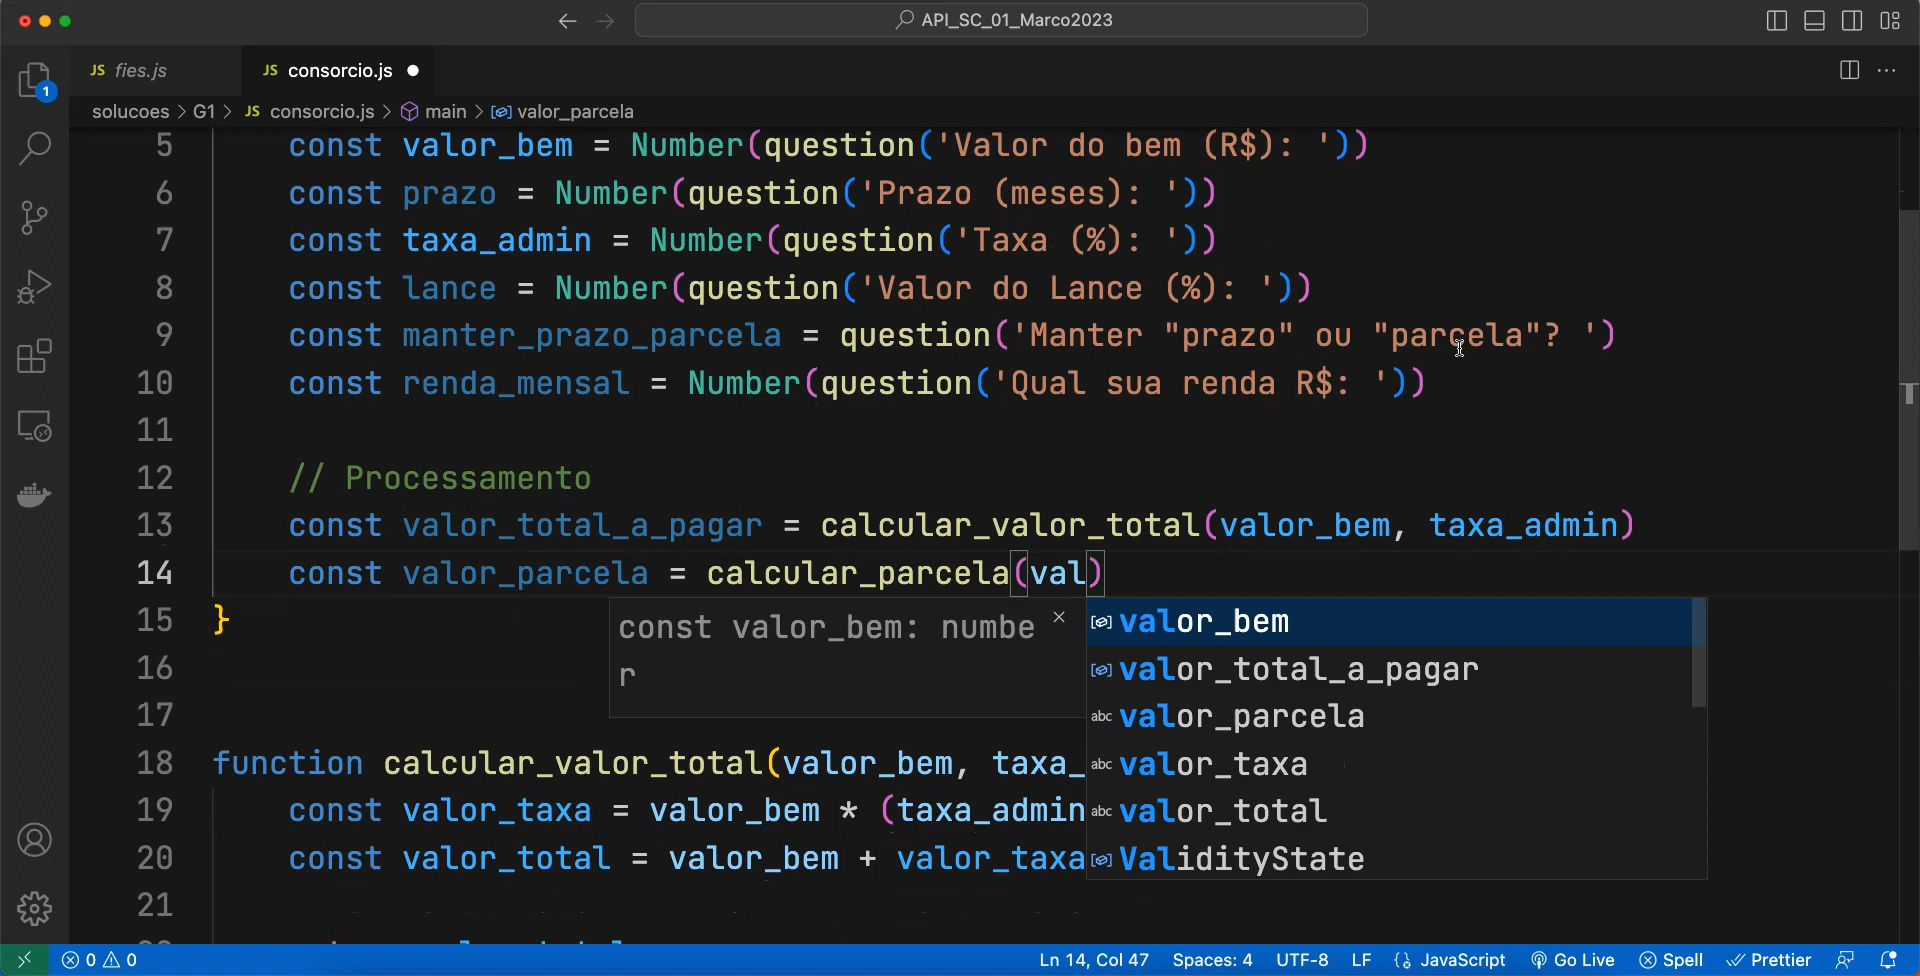 API_SC_01_Marco2023
JS fies.js
JS consorcio.js
solucoes > G1 > JS consorcio.js > main > valor_parcela
1
5 const valor_bem = Number(question('Valor do bem (R$): '))
6 const prazo = Number(question('Prazo (meses): '))
7 const taxa_admin = Number(question('Taxa (%): '))
8 const lance = Number(question('Valor do Lance (%): '))
9 const manter_prazo_parcela = question('Manter "prazo" ou "parcela"? ')
10 const renda_mensal = Number(question('Qual sua renda R$: '))
11
12 // Processamento
13 const valor_total_a_pagar = calcular_valor_total(valor_bem, taxa_admin)
14 const valor_parcela = calcular_parcela(val)
15 }
const valor_bem: numbe
r
valor_bem
valor_total_a_pagar
abc valor_parcela
abc valor_taxa
abc valor_total
ValidityState
16
17
18 function calcular_valor_total(valor_bem, taxa_
19 const valor_taxa = valor_bem * (taxa_admin
20 const valor_total = valor_bem + valor_taxa
21
0 0 Ln 14, Col 47 Spaces: 4 UTF-8 LF {} JavaScript Go Live Spell Prettier